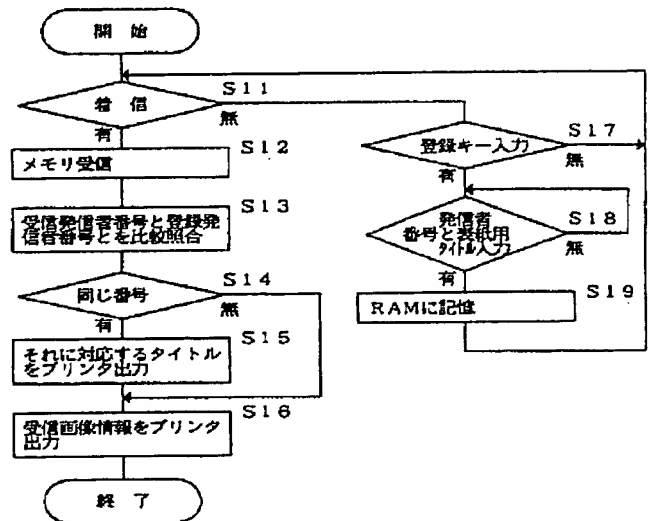 開 始
着 信
S11
有
無
メモリ受信
S12
受信発信者番号と登録発
信者番号とを比較照合
S13
同じ番号
S14
有
無
それに対応するタイトル
をプリンタ出力
S15
受信画像情報をプリンタ
出力
S16
終 了
登録キー入力
S17
有
無
発信者
番号と表紙用
タイトル入力
S18
有
無
RAMに記憶
S19